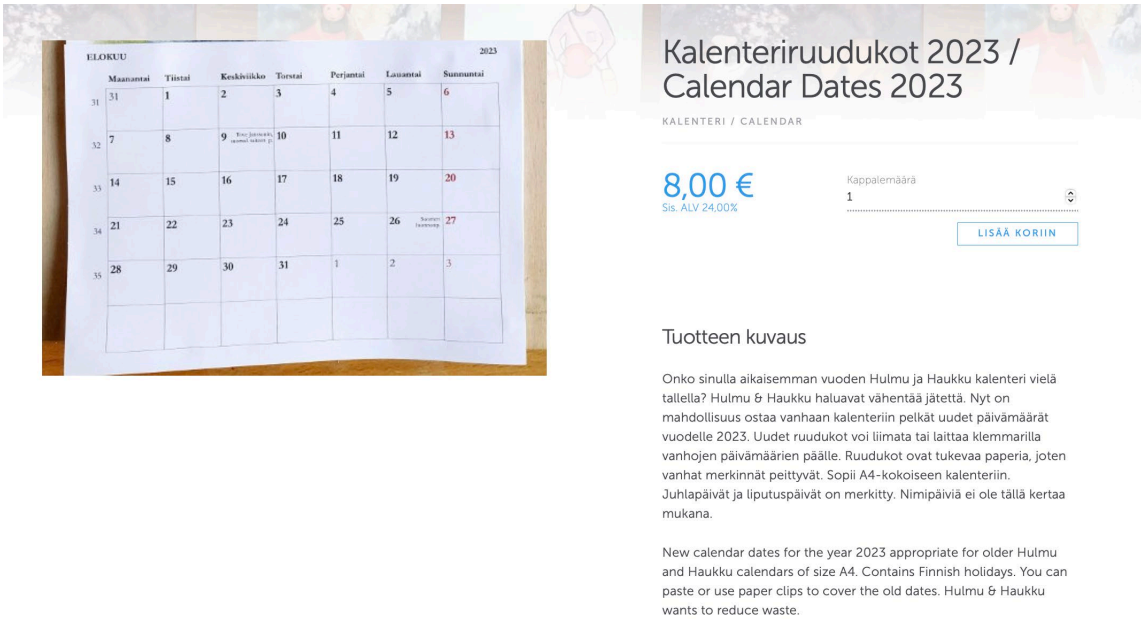 ELOKUU 2023
Maanantai Tiistai Keskiviikko Torstai Perjantai Lauantai Sunnuntai
31 31 1 2 3 4 5 6
32 7 8 9 Tove Janssonin, 10 11 12 13
33 14 15 16 17 18 19 20
34 21 22 23 24 25 26 Suomen 27
35 28 29 30 31 1 2 3
Kalenteriruudukot 2023 /
Calendar Dates 2023
KALENTERI / CALENDAR
8,00 €
Sis. ALV 24,00%
Kappalemäärä
1
LISÄÄ KORIIN
Tuotteen kuvaus
Onko sinulla aikaisemman vuoden Hulmu ja Haukku kalenteri vielä
tallella? Hulmu & Haukku haluavat vähentää jätettä. Nyt on
mahdollisuus ostaa vanhaan kalenteriin pelkät uudet päivämäärät
vuodelle 2023. Uudet ruudukot voi liimata tai laittaa klemmarilla
vanhojen päivämäärien päälle. Ruudukot ovat tukevaa paperia, joten
vanhat merkinnät peittyvät. Sopii A4-kokoiseen kalenteriin.
Juhlapäivät ja liputuspäivät on merkitty. Nimipäiviä ei ole tällä kertaa
mukana.
New calendar dates for the year 2023 appropriate for older Hulmu
and Haukku calendars of size A4. Contains Finnish holidays. You can
paste or use paper clips to cover the old dates. Hulmu & Haukku
wants to reduce waste.